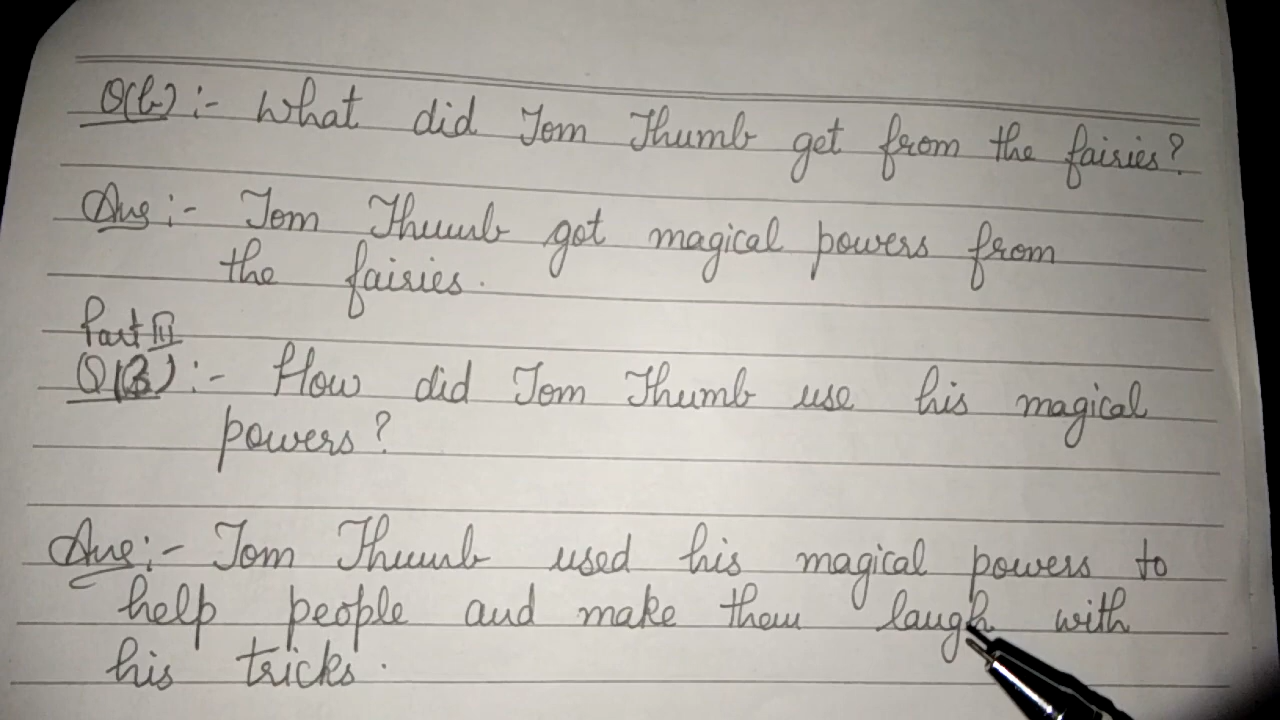 Q(b) :- What did Tom Thumb get from the fairies?
Ans :- Tom Thumb got magical powers from
the fairies.
Part III
Q(3) :- How did Tom Thumb use his magical
powers?
Ans :- Tom Thumb used his magical powers to
help people and make them laugh with
his tricks.